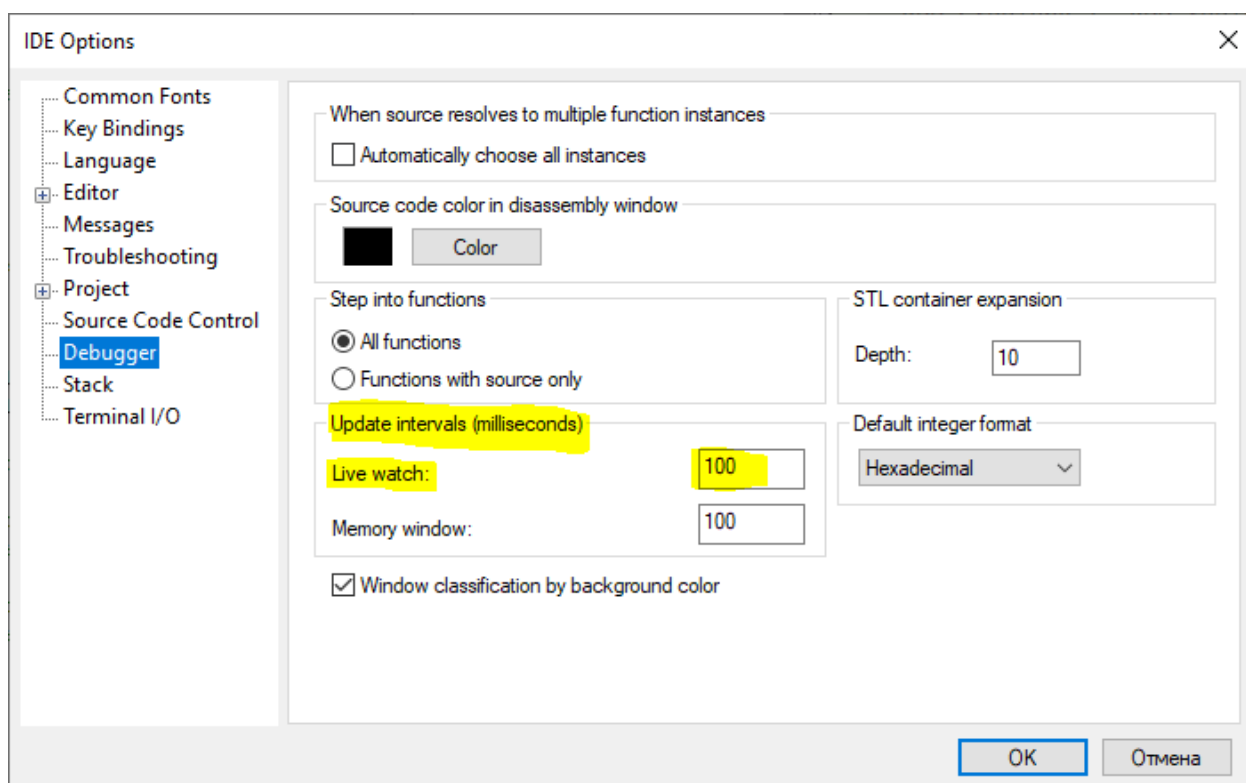 IDE Options
Common Fonts
Key Bindings
Language
Editor
Messages
Troubleshooting
Project
Source Code Control
Debugger
Stack
Terminal I/O
When source resolves to multiple function instances
Automatically choose all instances
Source code color in disassembly window
Color
Step into functions
All functions
Functions with source only
STL container expansion
Depth: 10
Update intervals (milliseconds)
Live watch: 100
Memory window: 100
Default integer format
Hexadecimal
Window classification by background color
OK Отмена